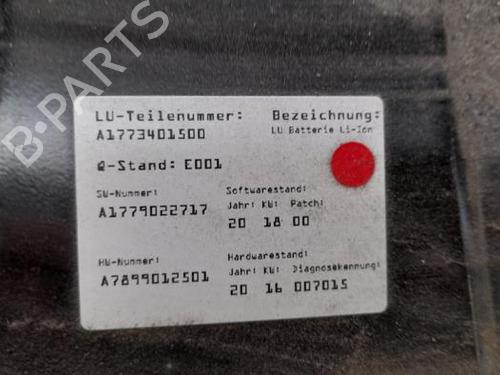 B-PARTS
LU-Teilenummer: Bezeichnung:
A1773401500 LU Batterie Li-Ion
Q-Stand: E001
SW-Nummer: Softwarestand:
Jahr: KW: Patch:
A1779022717 20 18 00
HW-Nummer: Hardwarestand:
Jahr: KW: Diagnosekennung:
A7899012501 20 16 007015